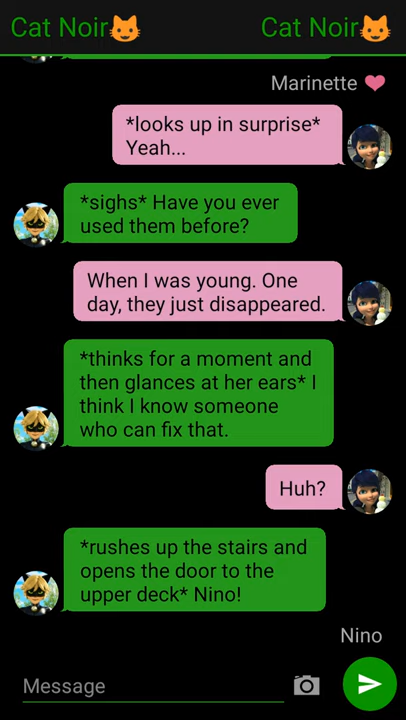 Cat Noir😺 Cat Noir😺
Marinette ❤
*looks up in surprise*
Yeah...
*sighs* Have you ever
used them before?
When I was young. One
day, they just disappeared.
*thinks for a moment and
then glances at her ears* I
think I know someone
who can fix that.
Huh?
*rushes up the stairs and
opens the door to the
upper deck* Nino!
Nino
Message